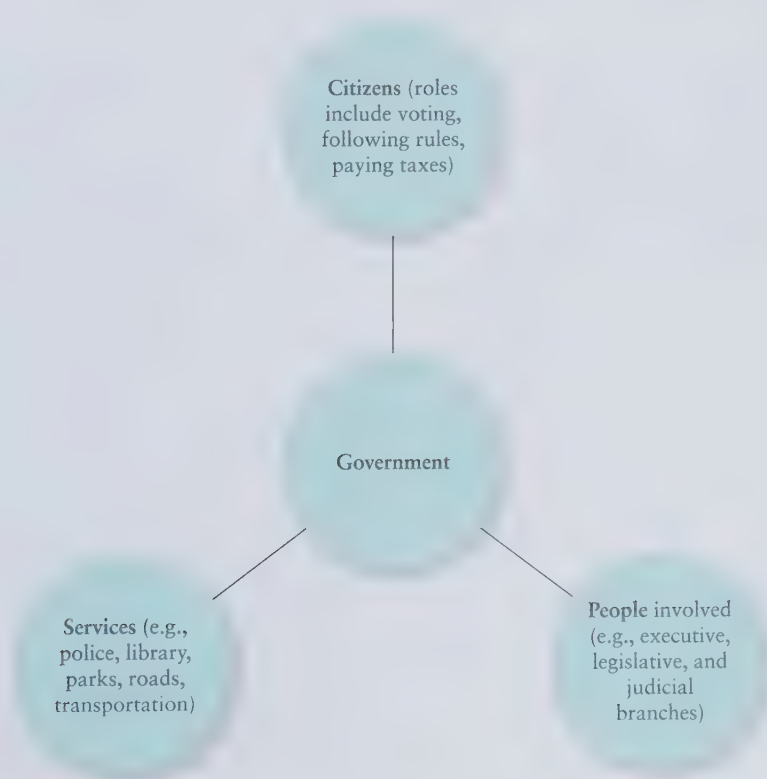 Citizens (roles
include voting,
following rules,
paying taxes)
Government
Services (e.g.,
police, library,
parks, roads,
transportation)
People involved
(e.g., executive,
legislative, and
judicial
branches)